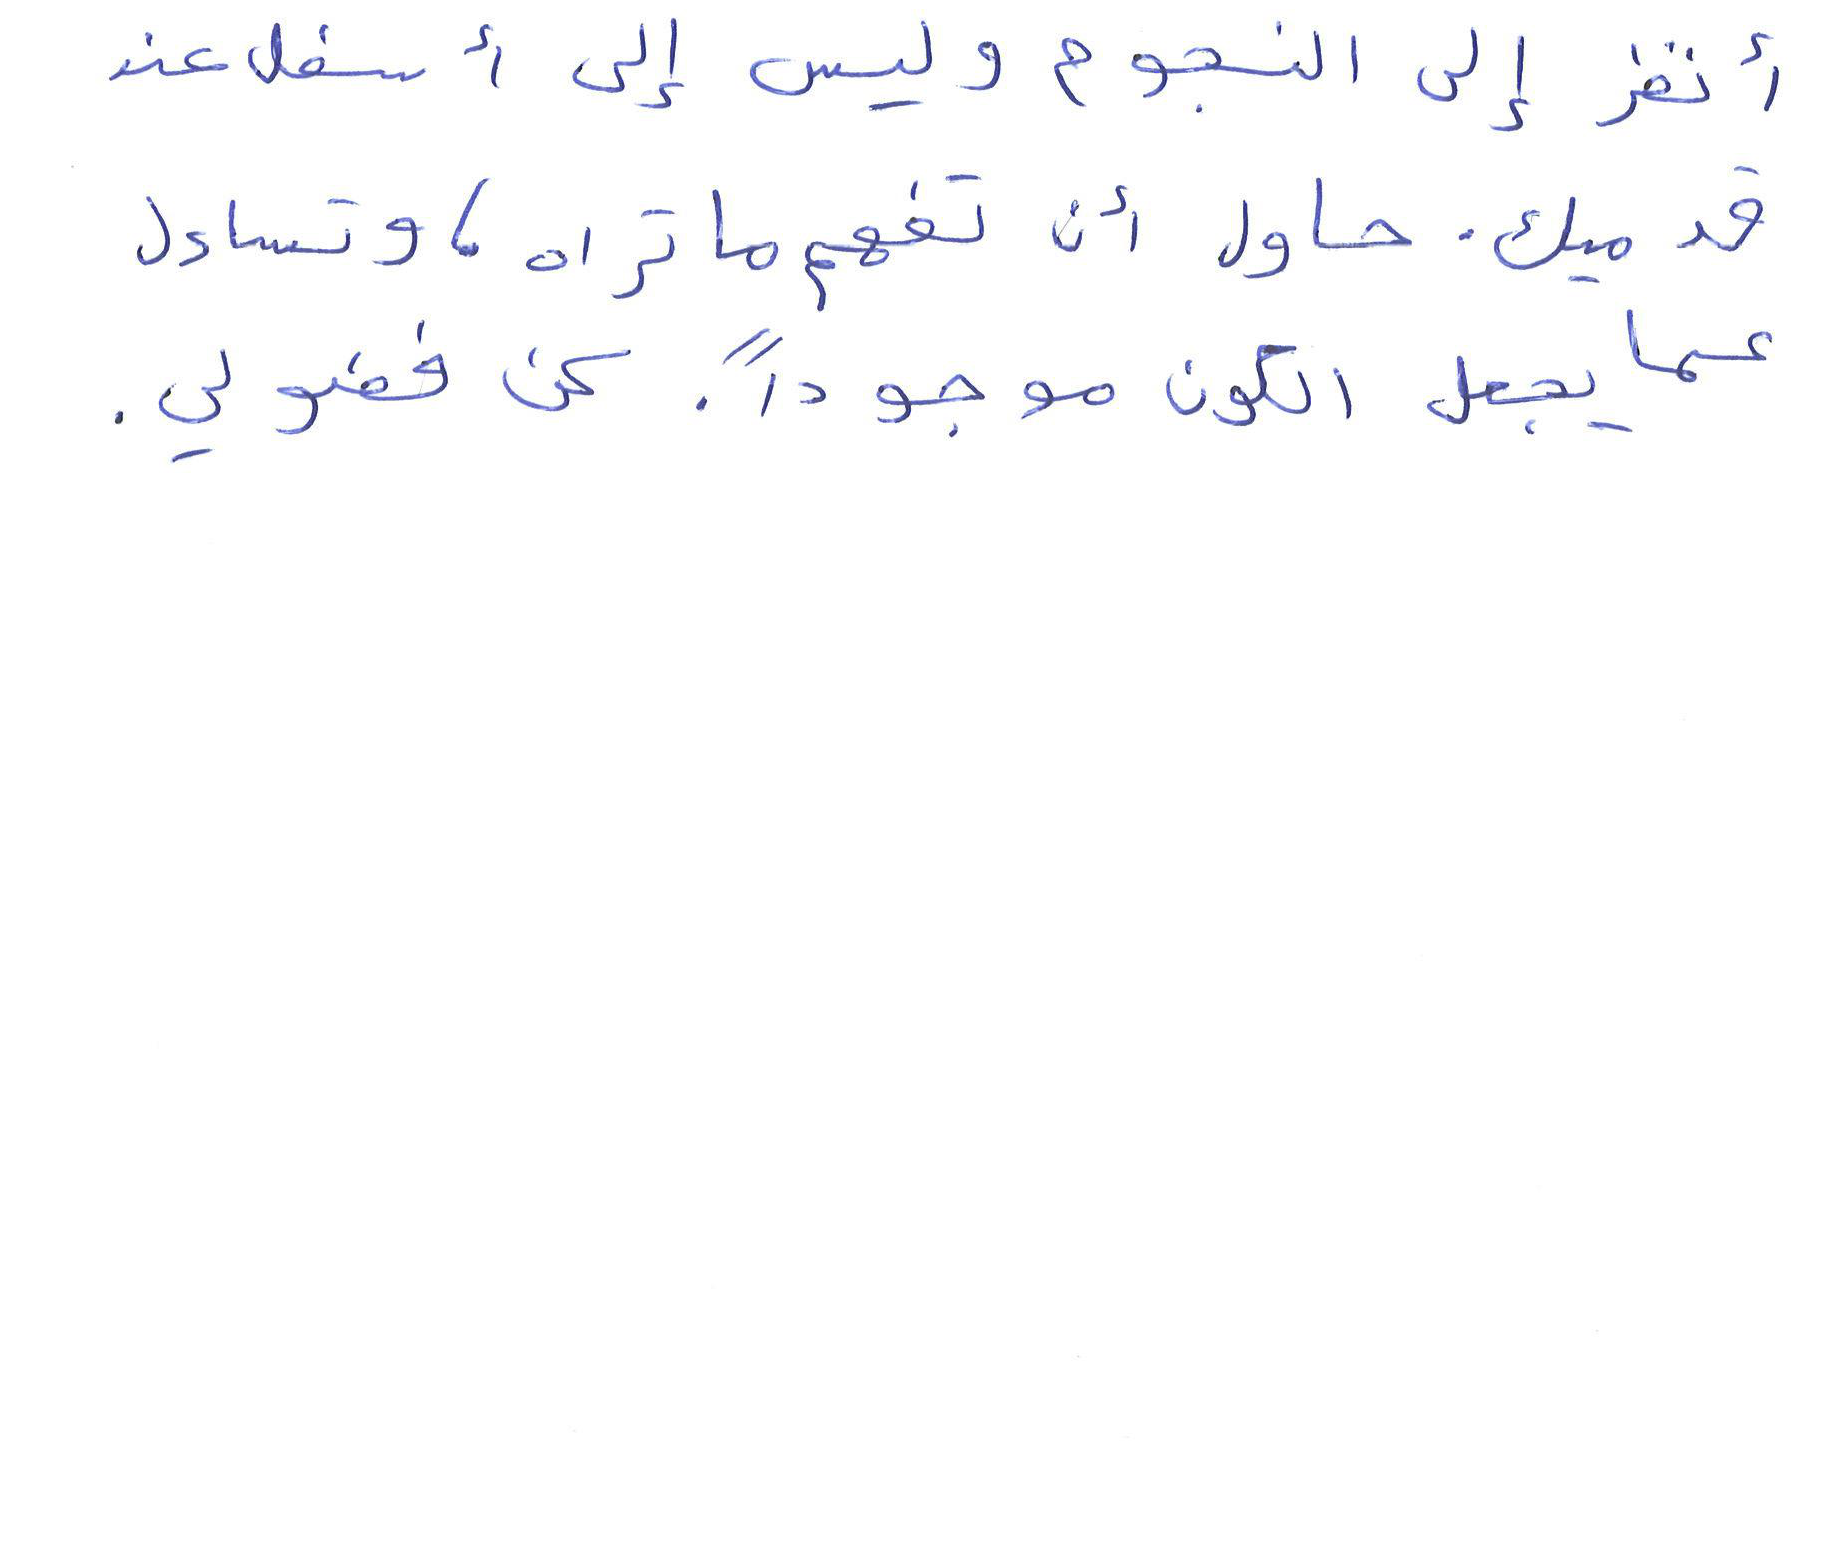 أنظر إلى النجوم وليس إلى أسفل عند
قدميك. حاول أن تفهم ما تراه، وتساءل
عما يجعل الكون موجوداً. كن فضولي.